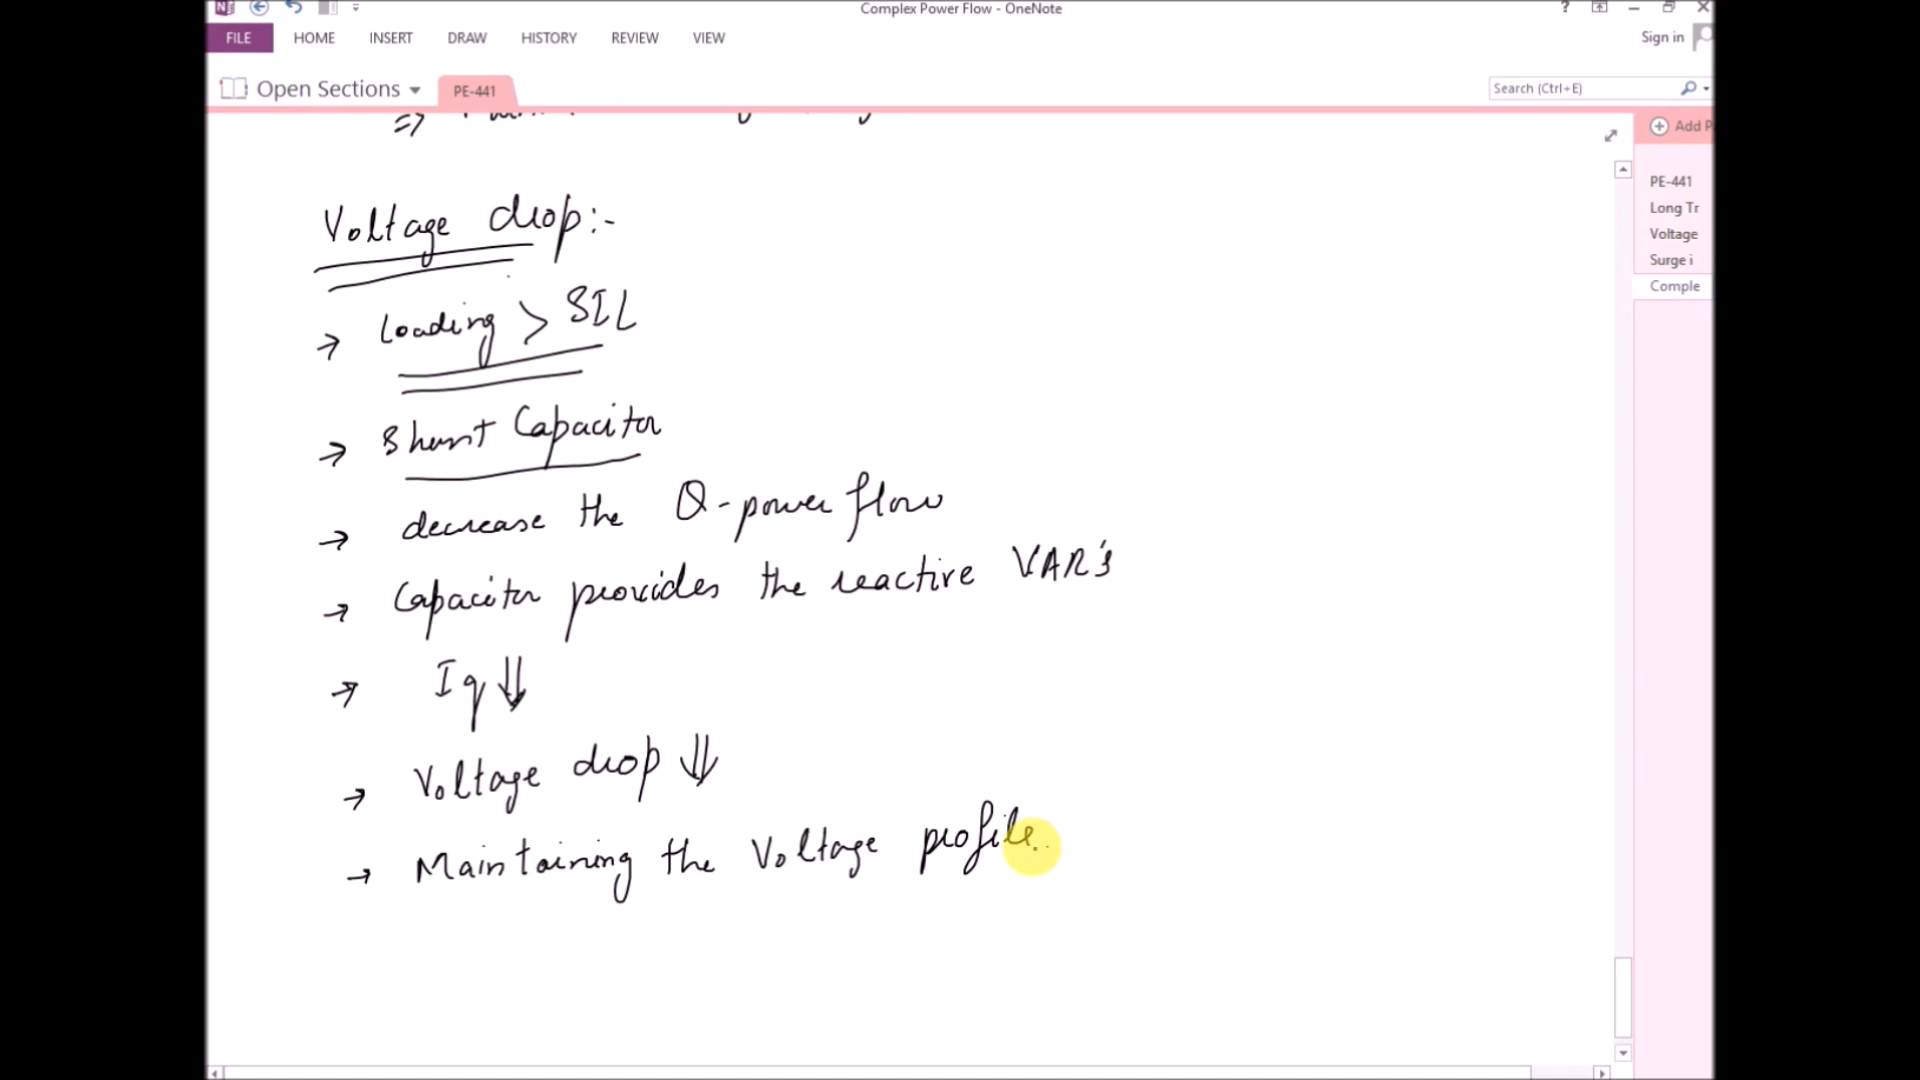 Complex Power Flow - OneNote
?
FILE HOME INSERT DRAW HISTORY REVIEW VIEW
Sign in
Open Sections
PE-441
Search (Ctrl+E)
Add P
PE-441
Long Tr
Voltage
Surge i
Comple
Voltage drop:-
→ Loading > SIL
→ Shunt Capacitor
→ decrease the Q-power flow
→ Capacitor provides the reactive VAR's
→ Iq ⇓
→ Voltage drop ⇓
→ Maintaining the Voltage profile.